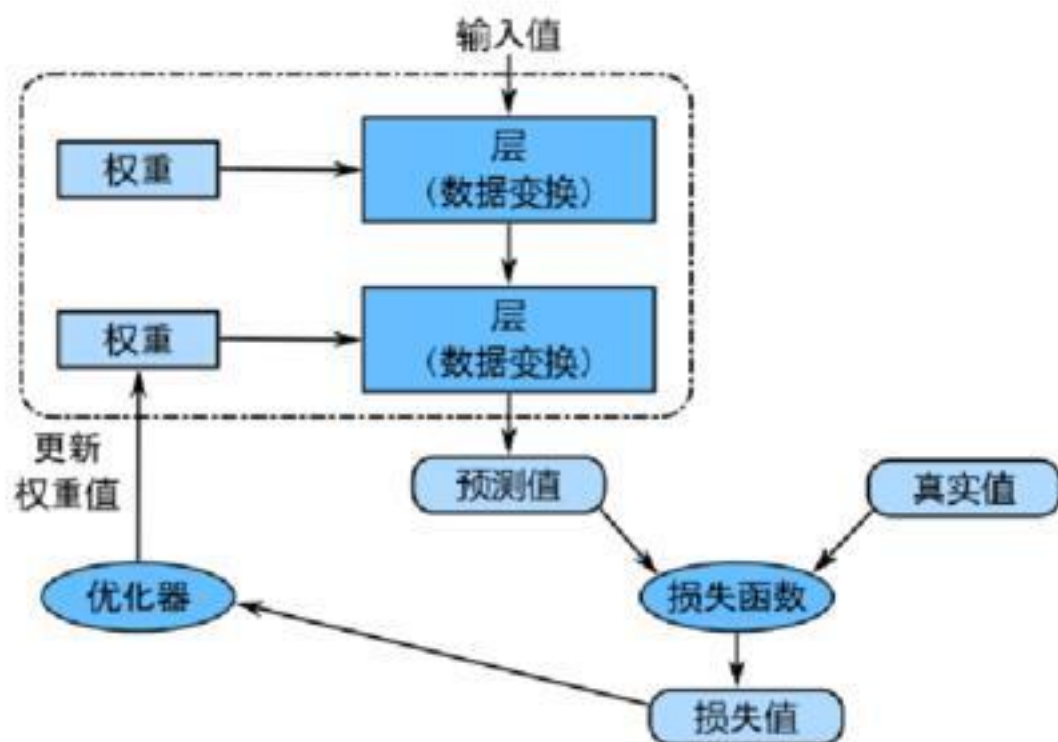 输入值
权重
层
（数据变换）
权重
层
（数据变换）
更新
权重值
预测值
真实值
优化器
损失函数
损失值